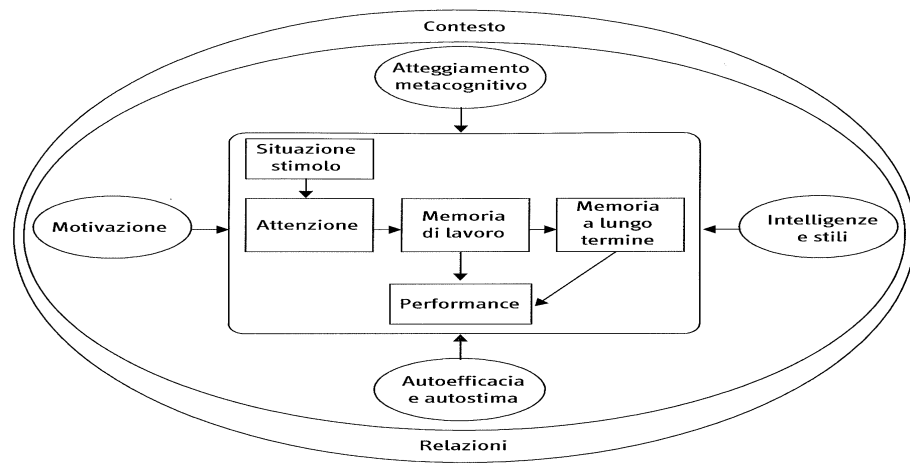 Contesto
Atteggiamento
metacognitivo
Situazione
stimolo
Motivazione
Attenzione
Memoria
di lavoro
Memoria
a lungo
termine
Intelligenze
e stili
Performance
Autoefficacia
e autostima
Relazioni